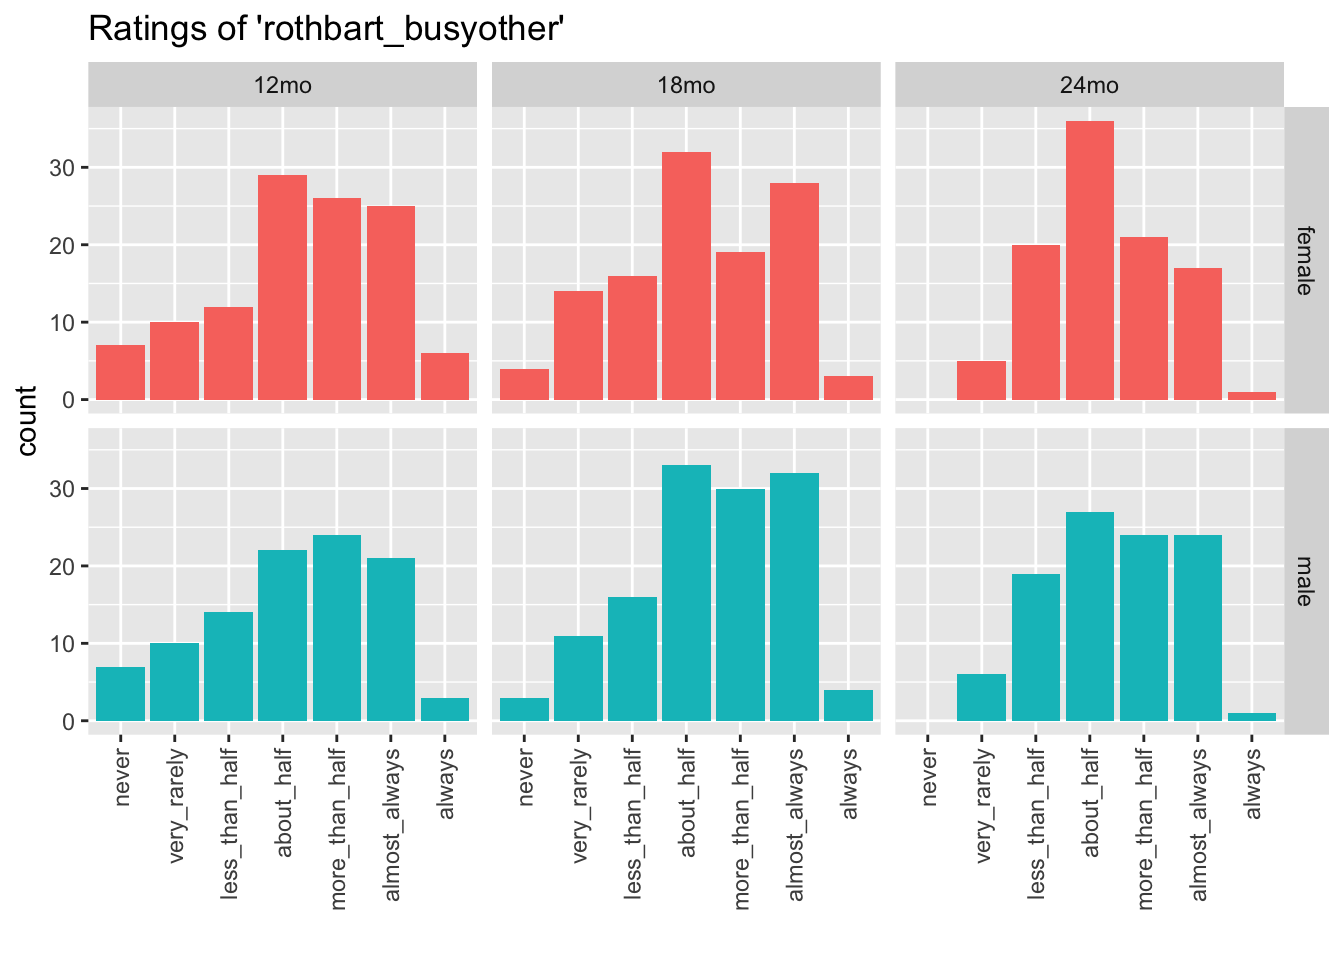 Ratings of 'rothbart_busyother'
12mo
18mo
24mo
count
30
20
10
0
female
30
20
10
0
male
never
very_rarely
less_than_half
about_half
more_than_half
almost_always
always
never
very_rarely
less_than_half
about_half
more_than_half
almost_always
always
never
very_rarely
less_than_half
about_half
more_than_half
almost_always
always